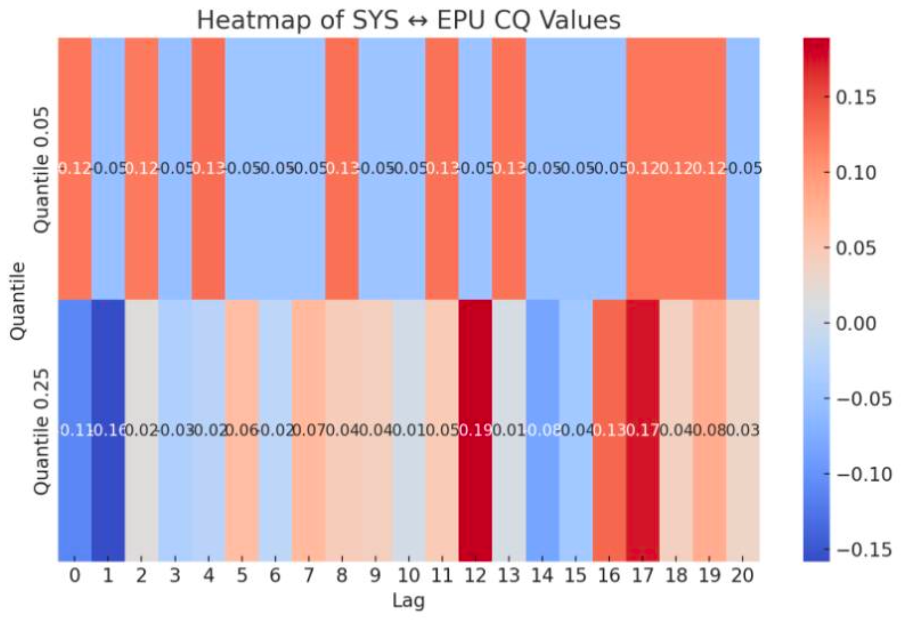 Heatmap of SYS ↔ EPU CQ Values
Quantile
Quantile 0.05
0.12 -0.05 0.12 -0.05 0.13 -0.05 -0.05 -0.05 0.13 -0.05 -0.05 0.13 -0.05 0.13 -0.05 -0.05 -0.05 0.12 0.12 0.12 -0.05
Quantile 0.25
-0.11 -0.16 0.02 -0.03 -0.02 0.06 -0.02 0.07 0.04 0.04 0.01 0.05 0.19 0.01 -0.08 -0.04 0.13 0.17 0.04 0.08 0.03
0 1 2 3 4 5 6 7 8 9 10 11 12 13 14 15 16 17 18 19 20
Lag
0.15
0.10
0.05
0.00
−0.05
−0.10
−0.15